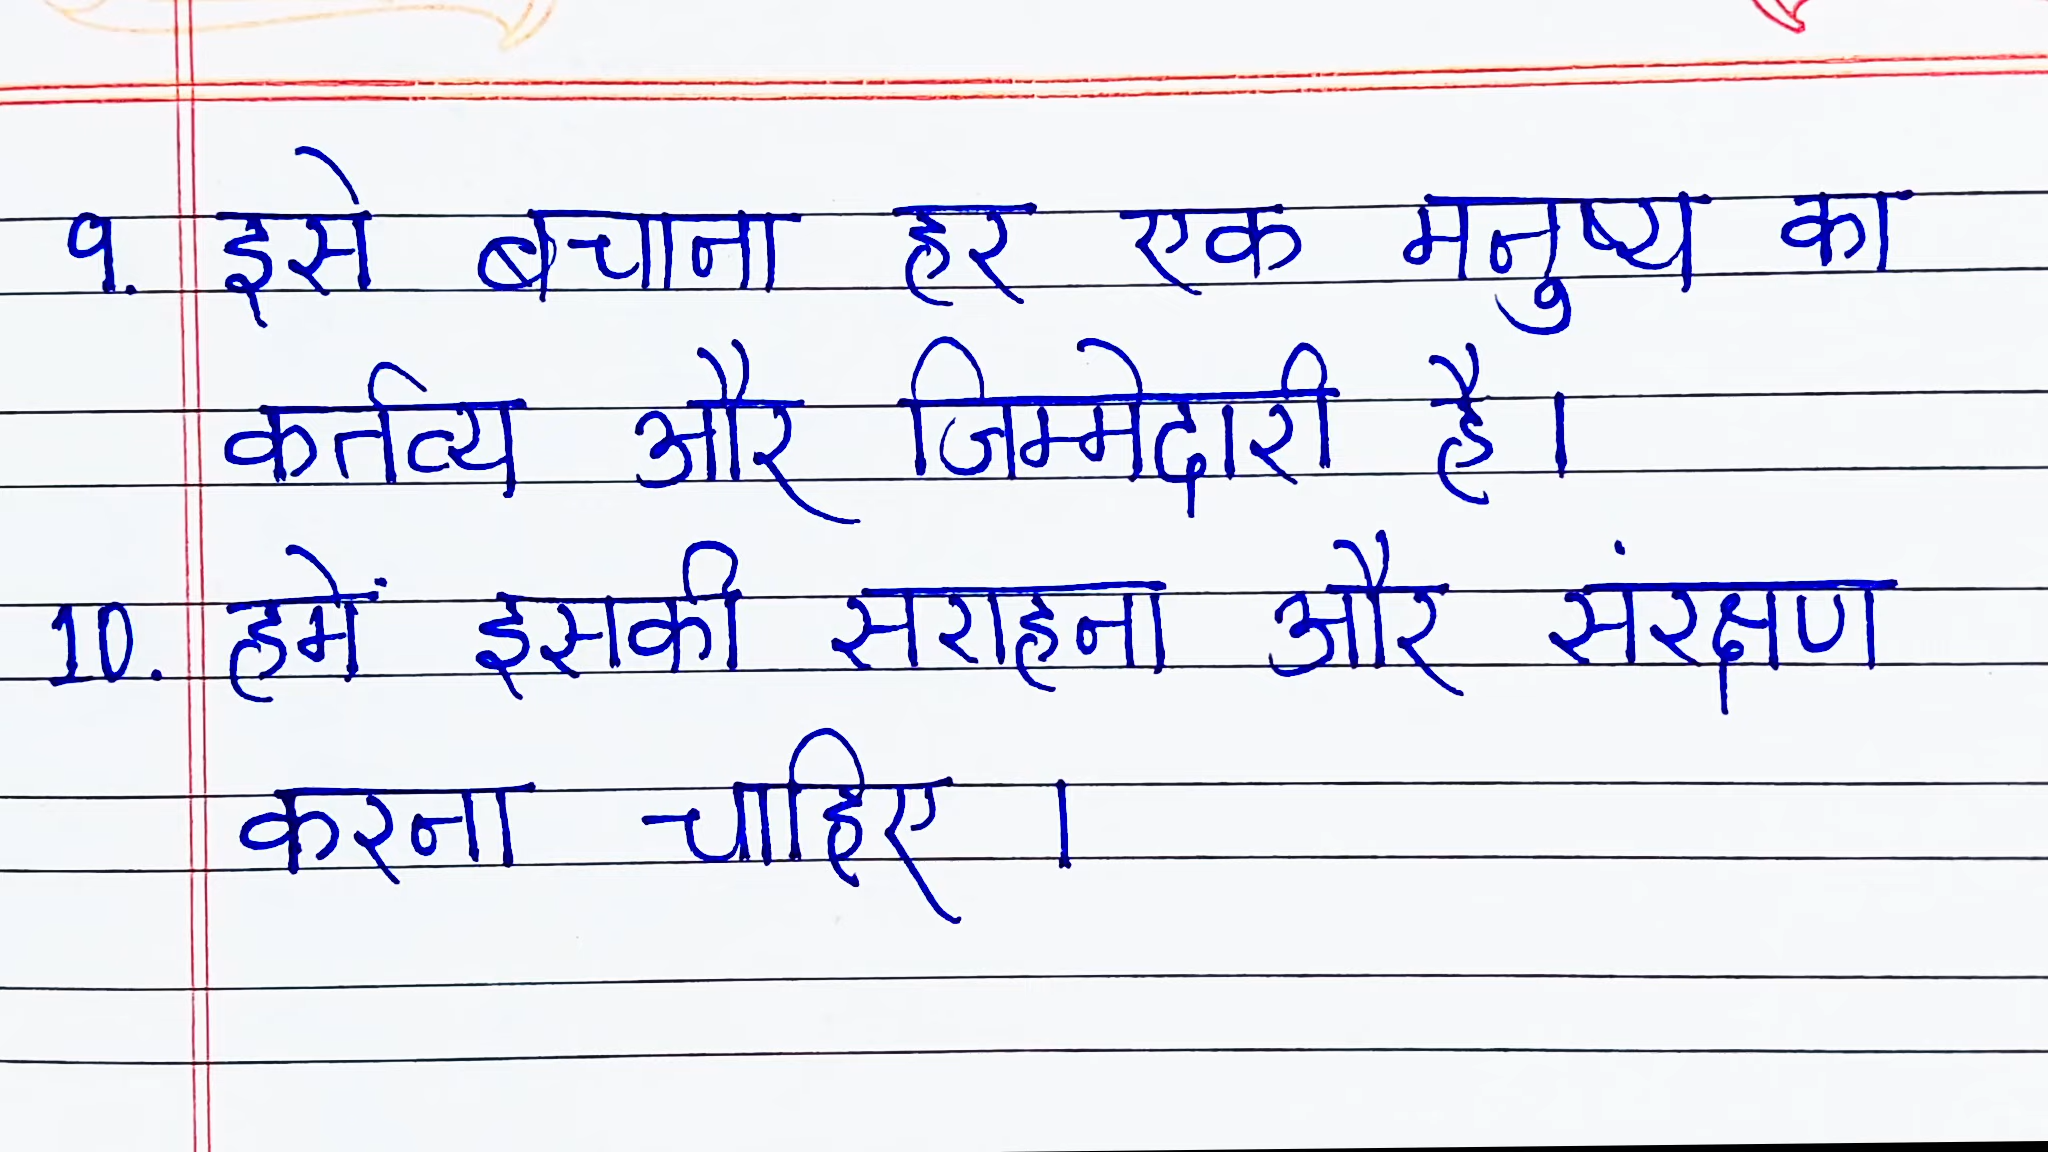 9. इसे बचाना हर एक मनुष्य का
कर्तव्य और जिम्मेदारी है।
10. हमें इसकी सराहना और संरक्षण
करना चाहिए ।